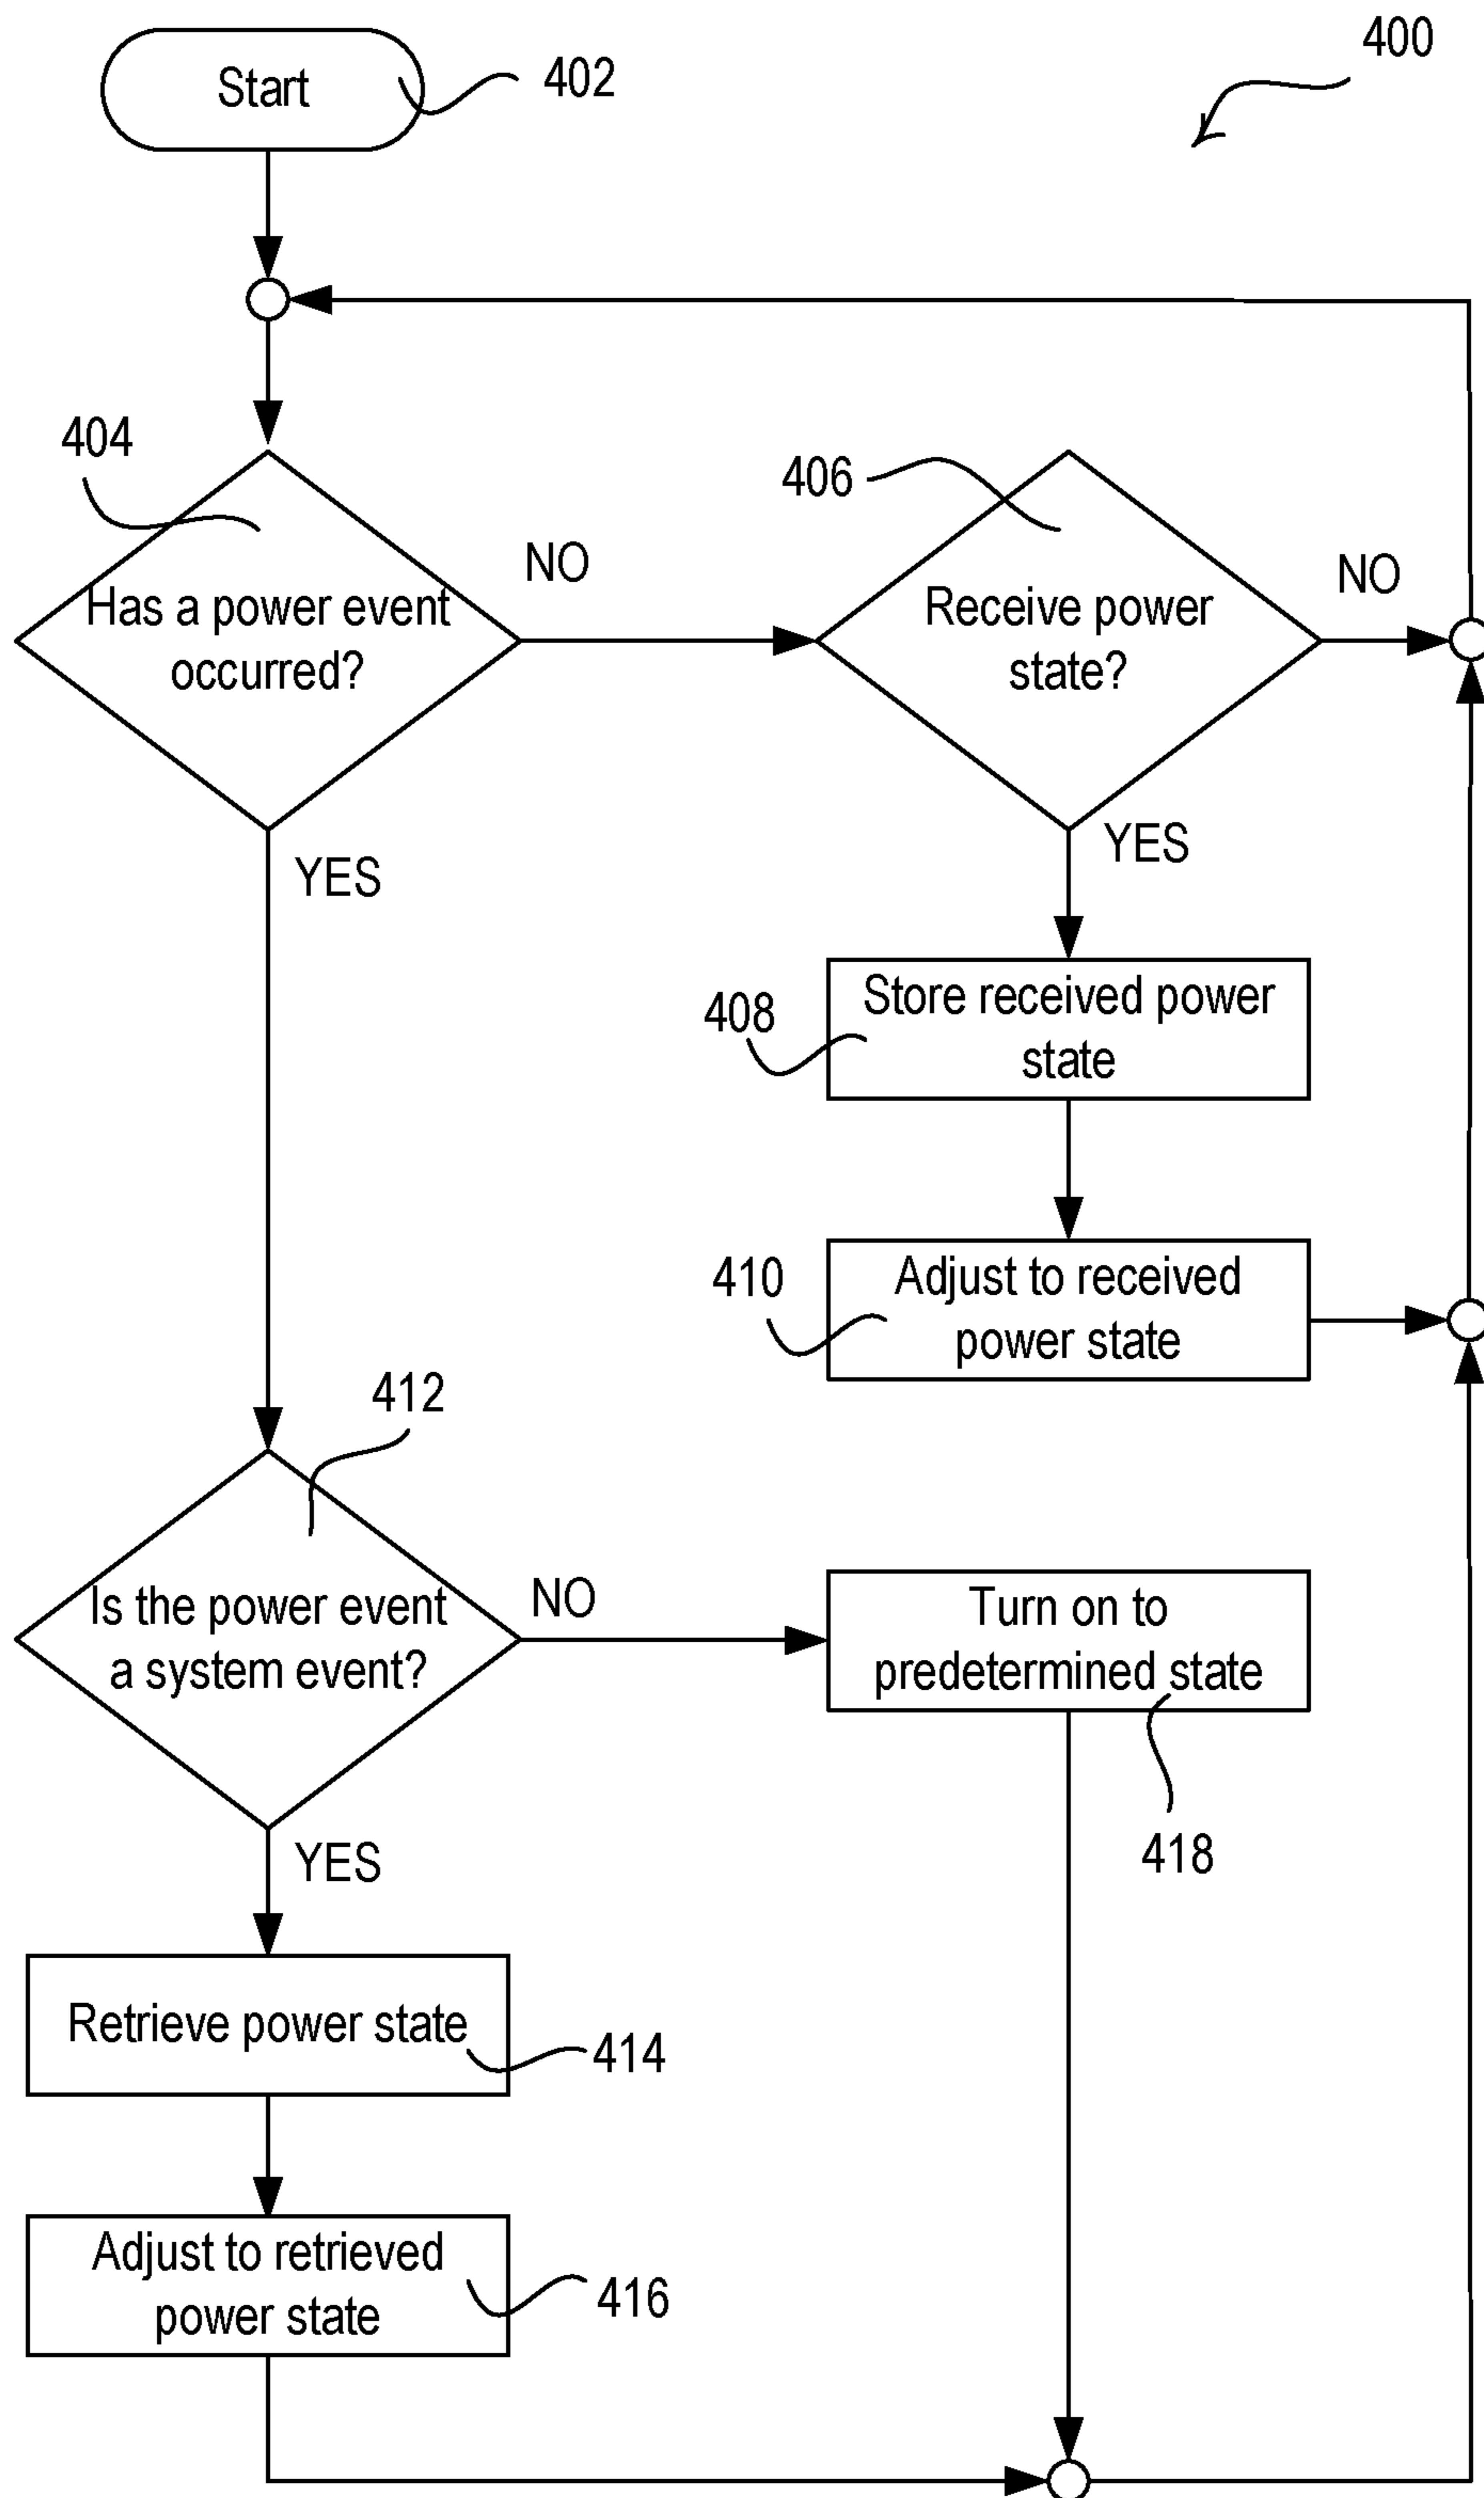 Start
402
400
404
406
NO
NO
Has a power event
occurred?
Receive power
state?
YES
YES
408
Store received power
state
410
Adjust to received
power state
412
Is the power event
a system event?
NO
Turn on to
predetermined state
418
YES
Retrieve power state
414
Adjust to retrieved
power state
416